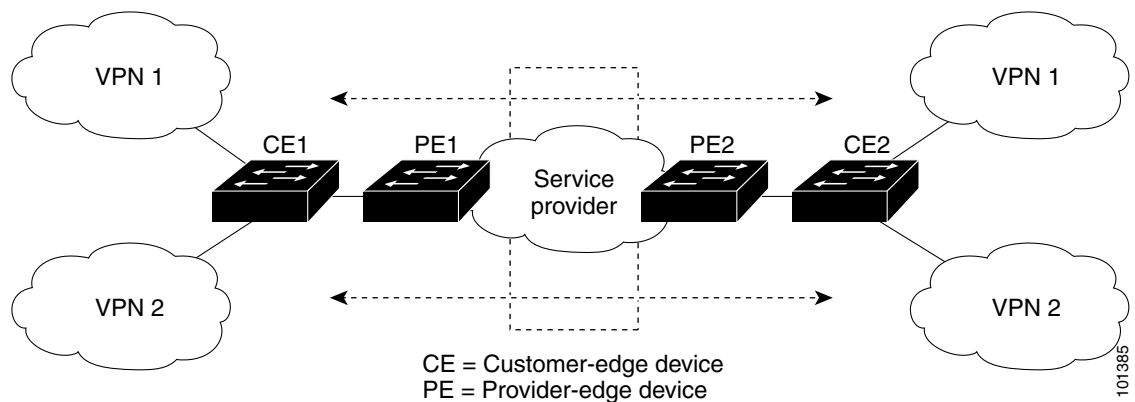 VPN 1
VPN 1
CE1
PE1
PE2
CE2
Service
provider
VPN 2
VPN 2
CE = Customer-edge device
PE = Provider-edge device
101385